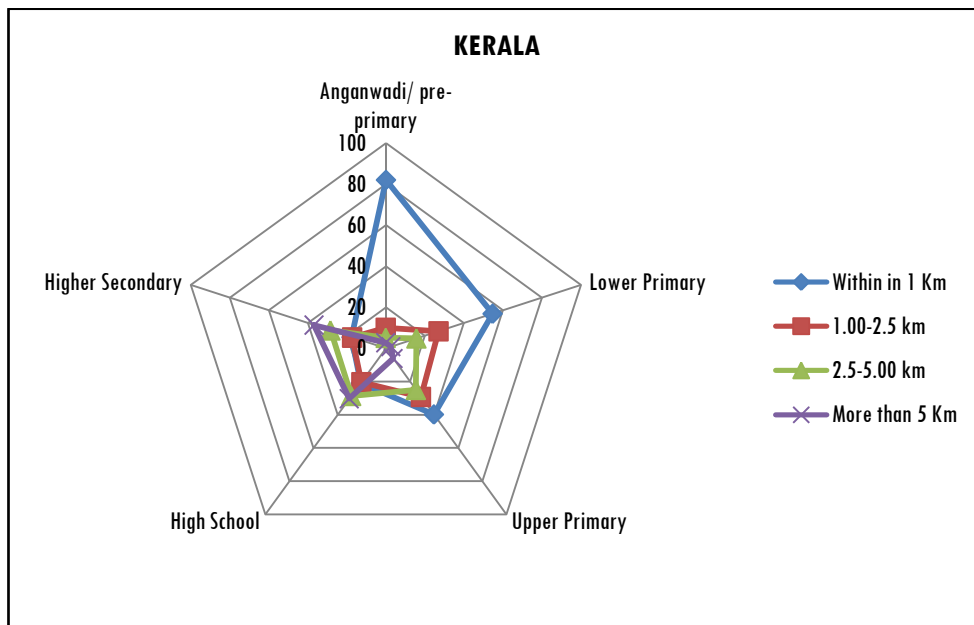 KERALA
Anganwadi/ pre-
primary
100
80
60
40
20
0
Lower Primary
Upper Primary
High School
Higher Secondary
Within in 1 Km
1.00-2.5 km
2.5-5.00 km
More than 5 Km